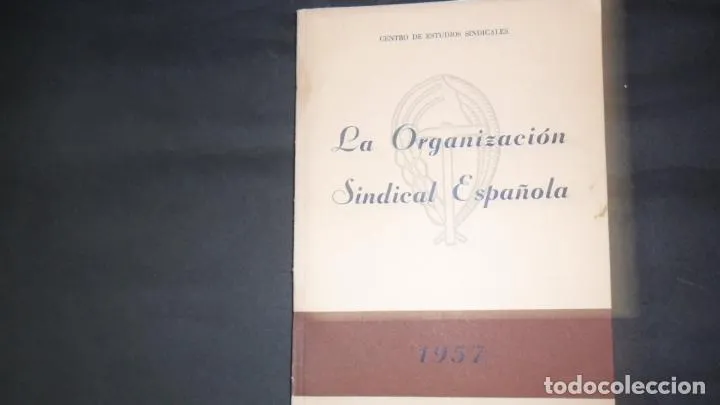 CENTRO DE ESTUDIOS SINDICALES
La Organización
Sindical Española
1957
todocoleccion